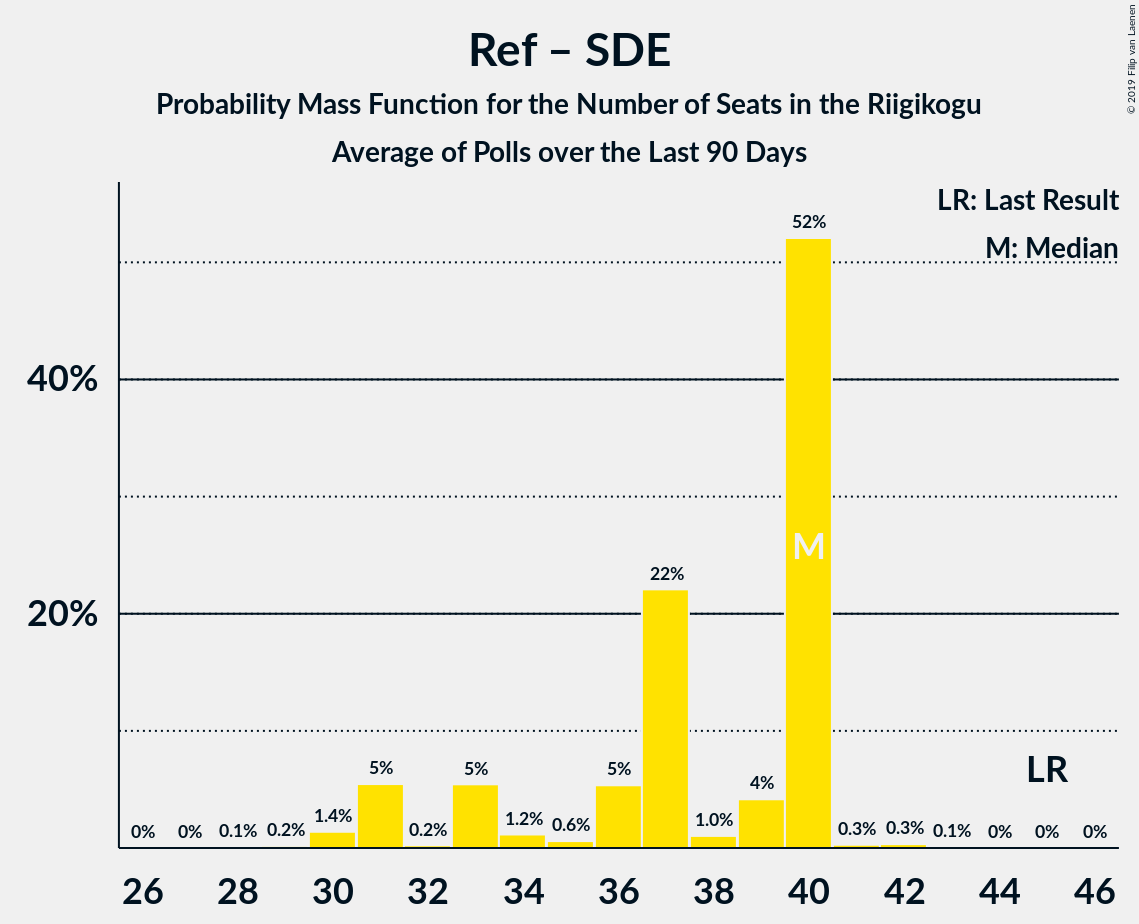 Ref – SDE
Probability Mass Function for the Number of Seats in the Riigikogu
Average of Polls over the Last 90 Days
© 2019 Filip van Laenen
LR: Last Result
M: Median
40%
20%
0% 0% 0.1% 0.2% 1.4% 5% 0.2% 5% 1.2% 0.6% 5% 22% 1.0% 4% 52% 0.3% 0.3% 0.1% 0% 0% 0%
M
LR
26 28 30 32 34 36 38 40 42 44 46